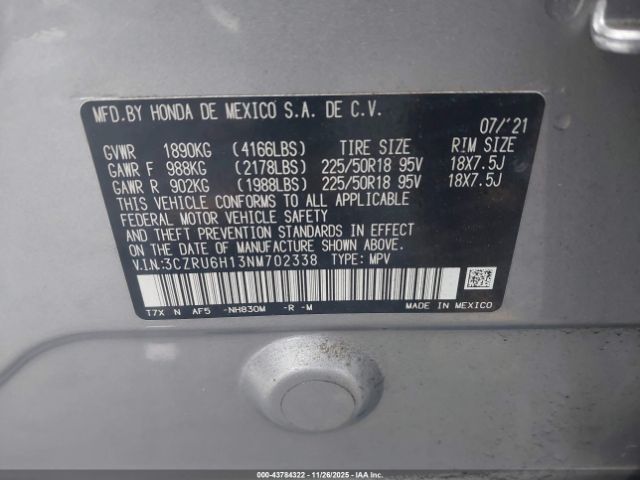 MFD.BY HONDA DE MEXICO S.A. DE C.V.
07/'21
GVWR 1890KG (4166LBS) TIRE SIZE RIM SIZE
GAWR F 988KG (2178LBS) 225/50R18 95V 18X7.5J
GAWR R 902KG (1988LBS) 225/50R18 95V 18X7.5J
THIS VEHICLE CONFORMS TO ALL APPLICABLE
FEDERAL MOTOR VEHICLE SAFETY
AND THEFT PREVENTION STANDARDS IN EFFECT
ON THE DATE OF MANUFACTURE SHOWN ABOVE.
V.I.N:3CZRU6H13NM702338 TYPE: MPV
T7X N AF5 -NH830M -R -M MADE IN MEXICO
000-43784322 - 11/26/2025 - IAAI.COM